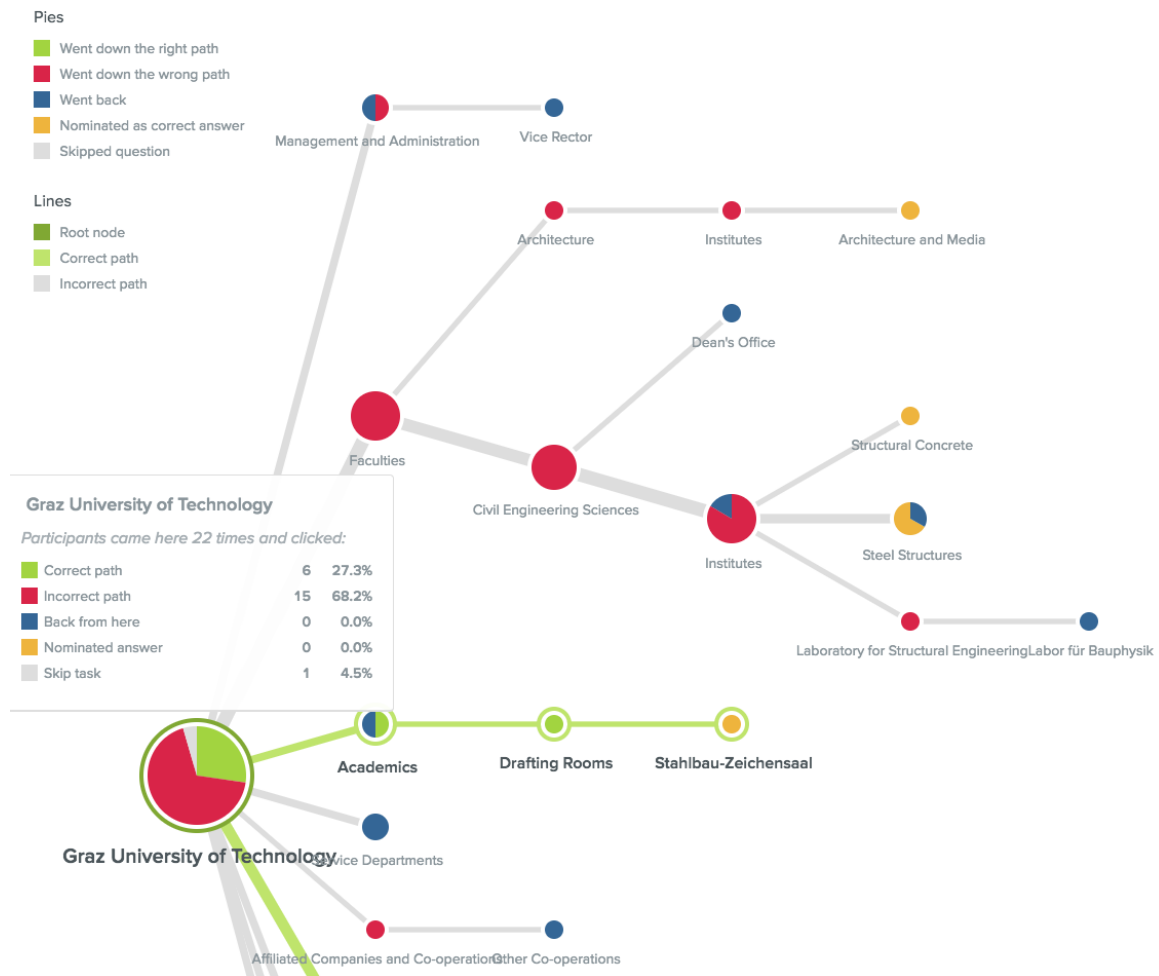 Pies
Went down the right path
Went down the wrong path
Went back
Nominated as correct answer
Skipped question
Lines
Root node
Correct path
Incorrect path
Management and Administration
Vice Rector
Architecture
Institutes
Architecture and Media
Dean's Office
Faculties
Structural Concrete
Civil Engineering Sciences
Institutes
Steel Structures
Graz University of Technology
Participants came here 22 times and clicked:
Correct path 6 27.3%
Incorrect path 15 68.2%
Back from here 0 0.0%
Nominated answer 0 0.0%
Skip task 1 4.5%
Laboratory for Structural Engineering
Labor für Bauphysik
Academics
Drafting Rooms
Stahlbau-Zeichensaal
Graz University of Technology
Service Departments
Affiliated Companies and Co-operations
Other Co-operations